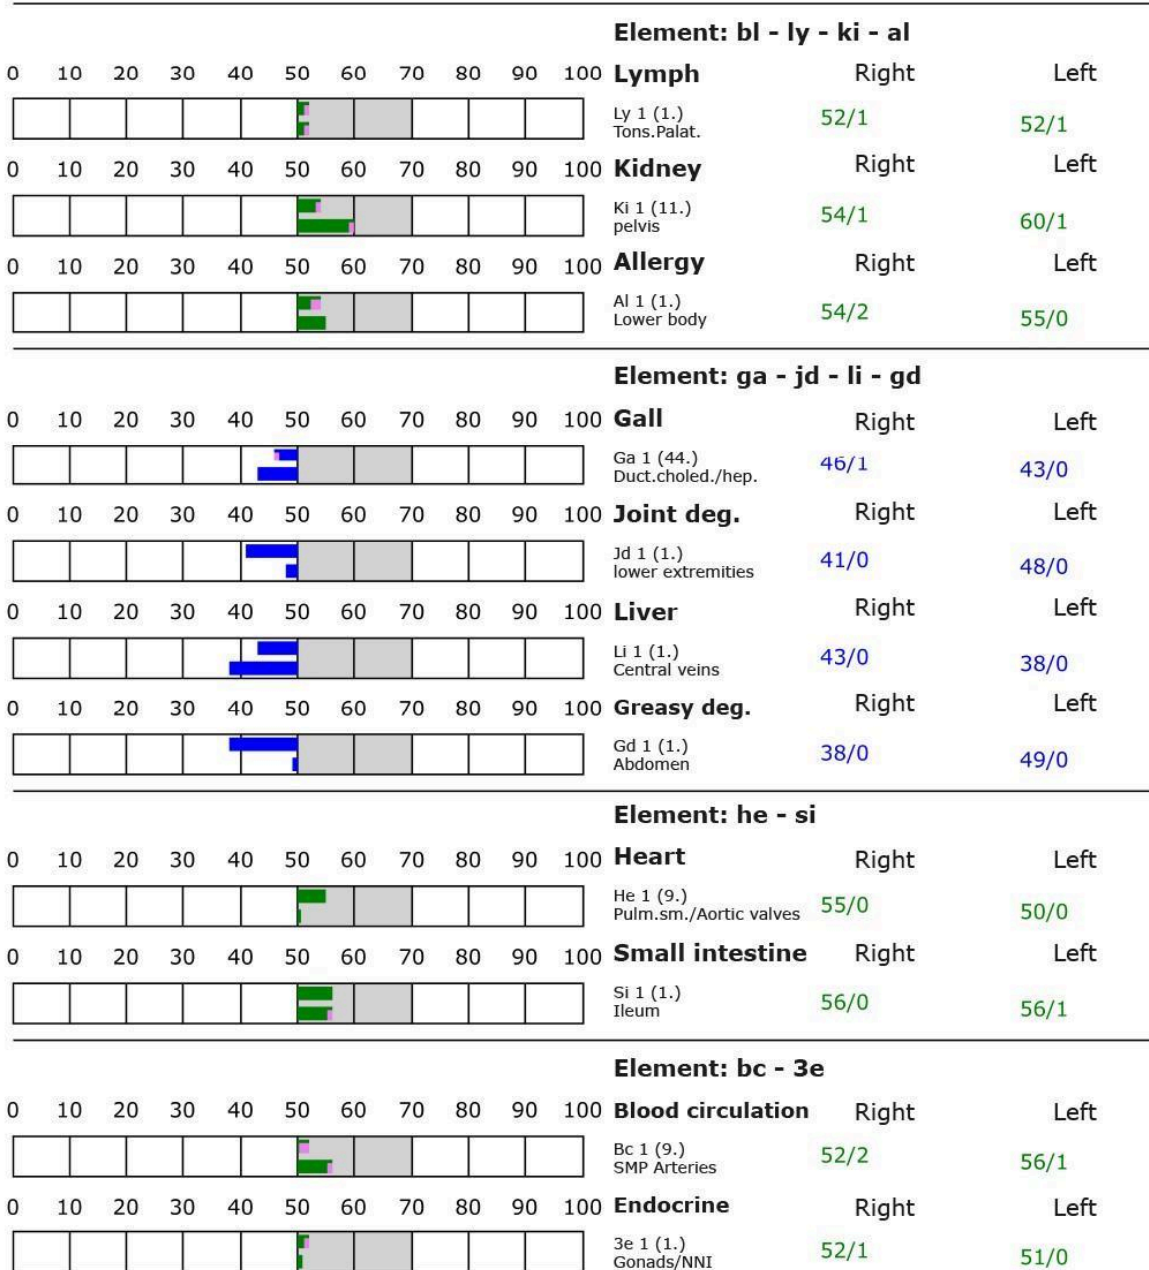 Element: bl - ly - ki - al
0 10 20 30 40 50 60 70 80 90 100 Lymph Right Left
Ly 1 (1.) 52/1 52/1
Tons.Palat.
0 10 20 30 40 50 60 70 80 90 100 Kidney Right Left
Ki 1 (11.) 54/1 60/1
pelvis
0 10 20 30 40 50 60 70 80 90 100 Allergy Right Left
Al 1 (1.) 54/2 55/0
Lower body
Element: ga - jd - li - gd
0 10 20 30 40 50 60 70 80 90 100 Gall Right Left
Ga 1 (44.) 46/1 43/0
Duct.choled./hep.
0 10 20 30 40 50 60 70 80 90 100 Joint deg. Right Left
Jd 1 (1.) 41/0 48/0
lower extremities
0 10 20 30 40 50 60 70 80 90 100 Liver Right Left
Li 1 (1.) 43/0 38/0
Central veins
0 10 20 30 40 50 60 70 80 90 100 Greasy deg. Right Left
Gd 1 (1.) 38/0 49/0
Abdomen
Element: he - si
0 10 20 30 40 50 60 70 80 90 100 Heart Right Left
He 1 (9.) 55/0 50/0
Pulm.sm./Aortic valves
0 10 20 30 40 50 60 70 80 90 100 Small intestine Right Left
Si 1 (1.) 56/0 56/1
Ileum
Element: bc - 3e
0 10 20 30 40 50 60 70 80 90 100 Blood circulation Right Left
Bc 1 (9.) 52/2 56/1
SMP Arteries
0 10 20 30 40 50 60 70 80 90 100 Endocrine Right Left
3e 1 (1.) 52/1 51/0
Gonads/NNI